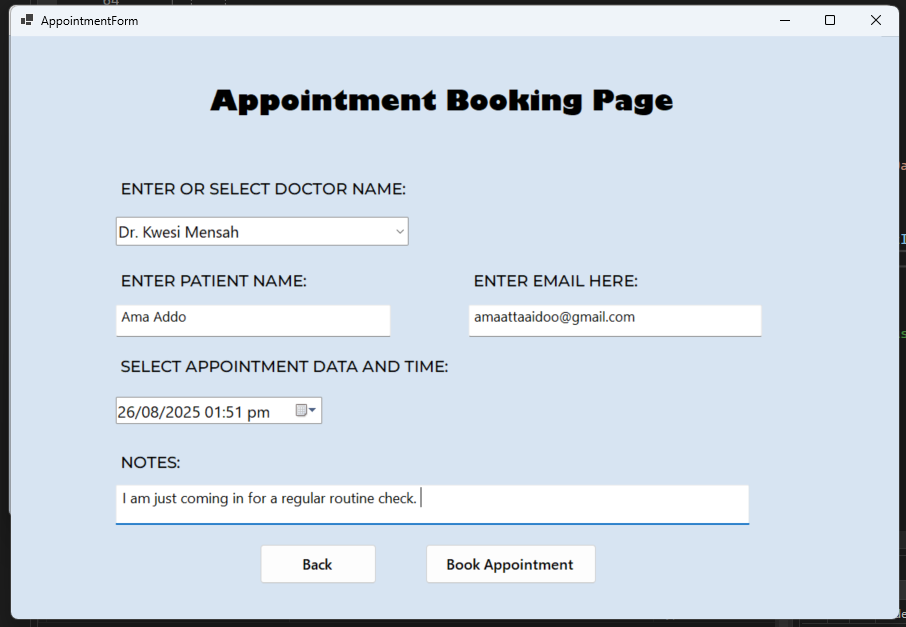 AppointmentForm
Appointment Booking Page
ENTER OR SELECT DOCTOR NAME:
Dr. Kwesi Mensah
ENTER PATIENT NAME: ENTER EMAIL HERE:
Ama Addo amaattaaidoo@gmail.com
SELECT APPOINTMENT DATA AND TIME:
26/08/2025 01:51 pm
NOTES:
I am just coming in for a regular routine check.
Back Book Appointment